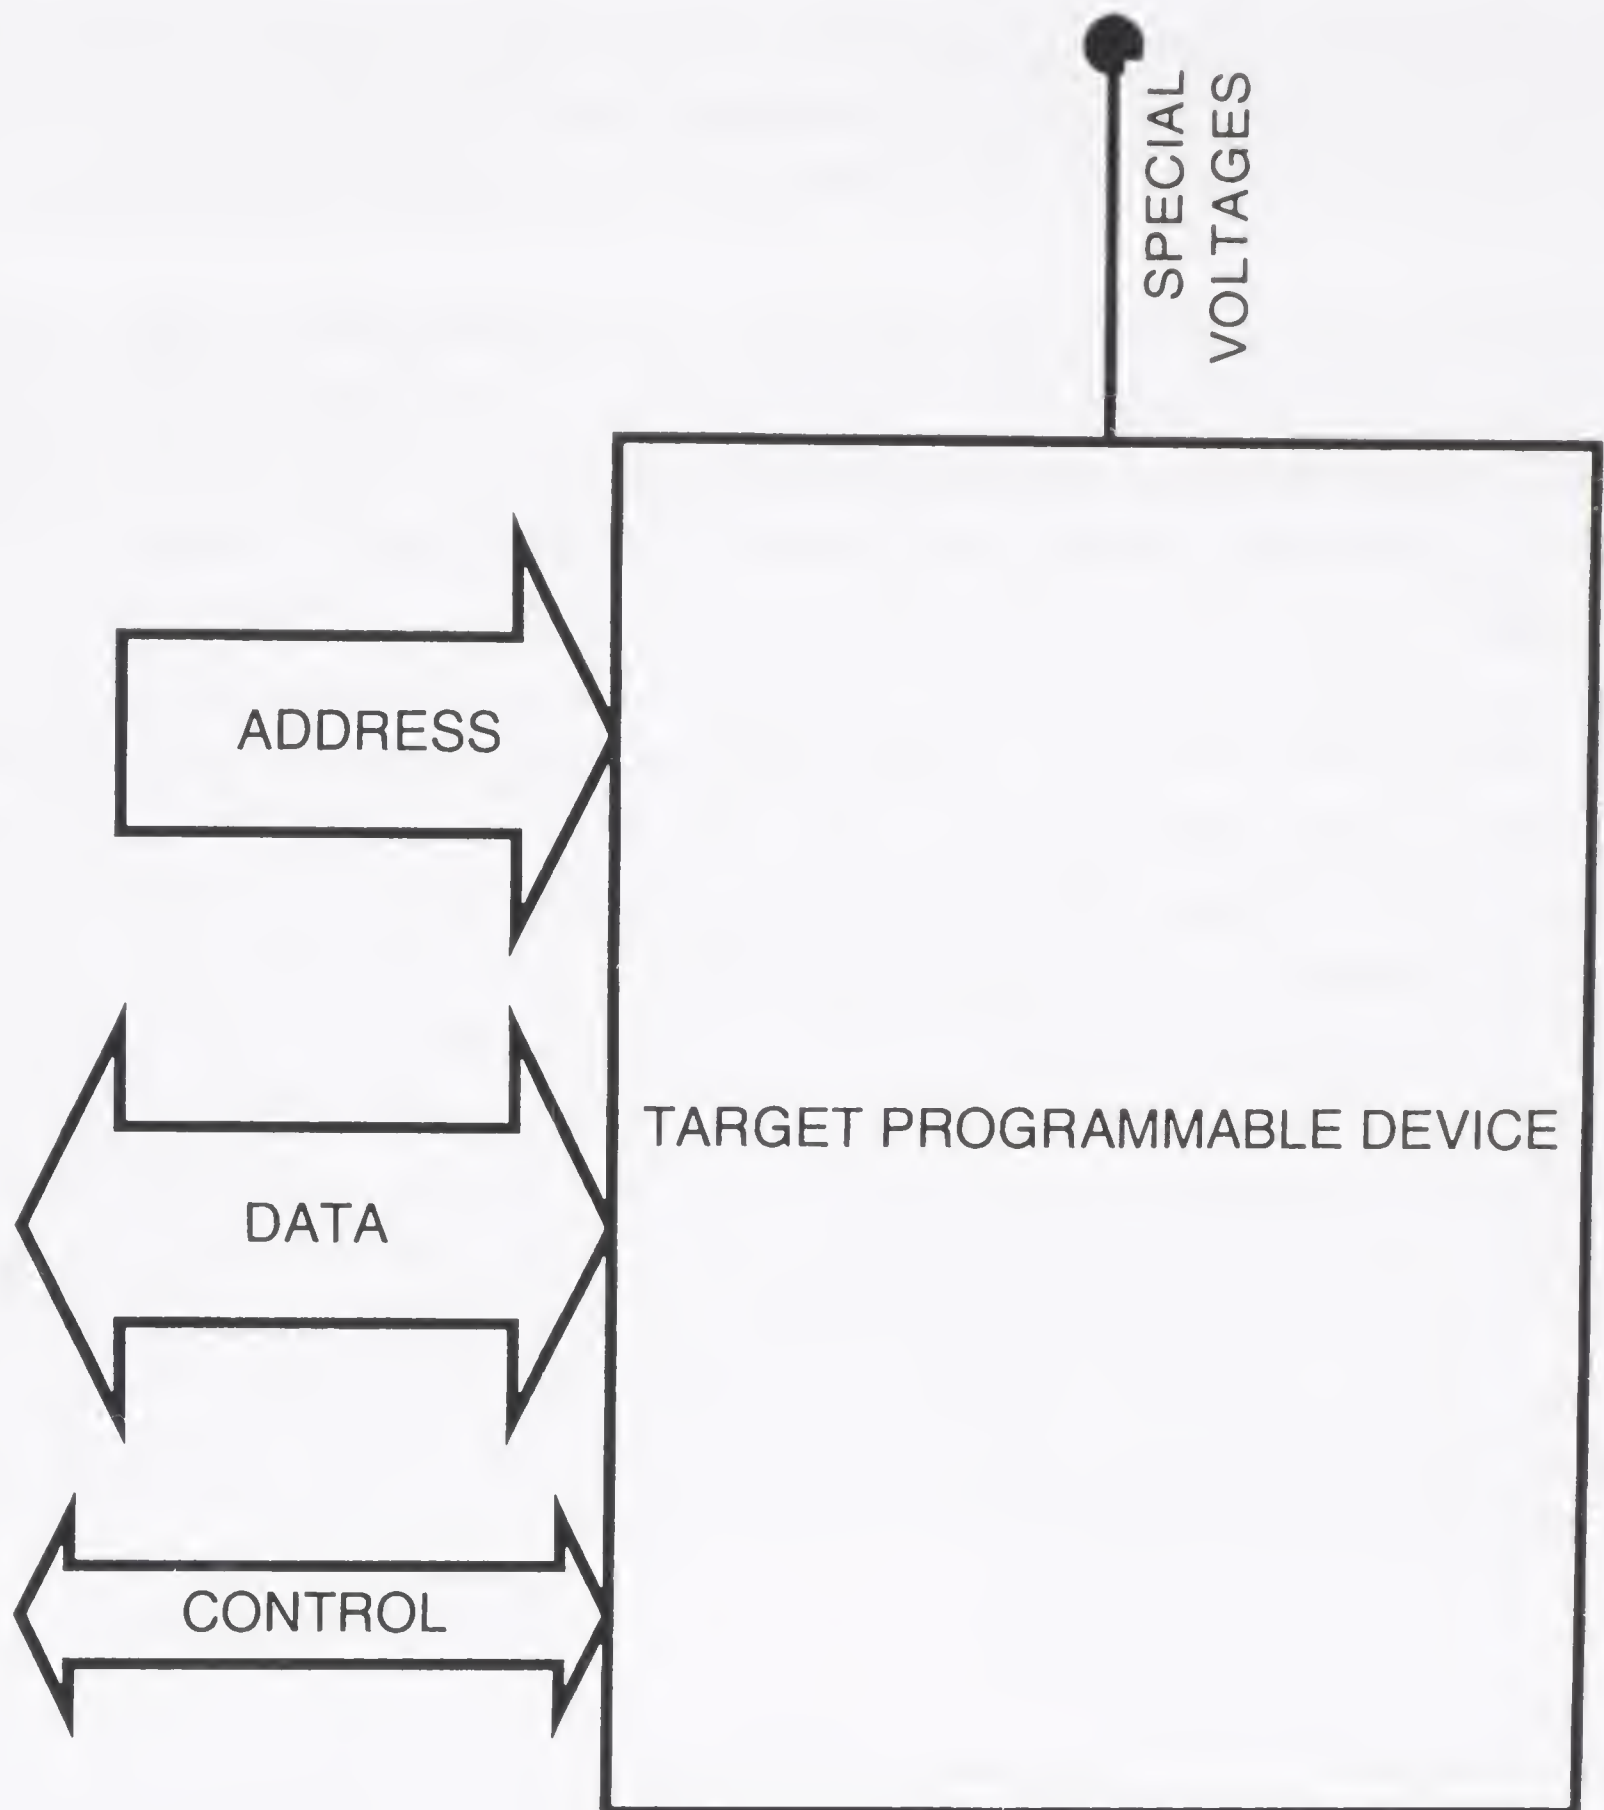 SPECIAL
VOLTAGES
ADDRESS
TARGET PROGRAMMABLE DEVICE
DATA
CONTROL